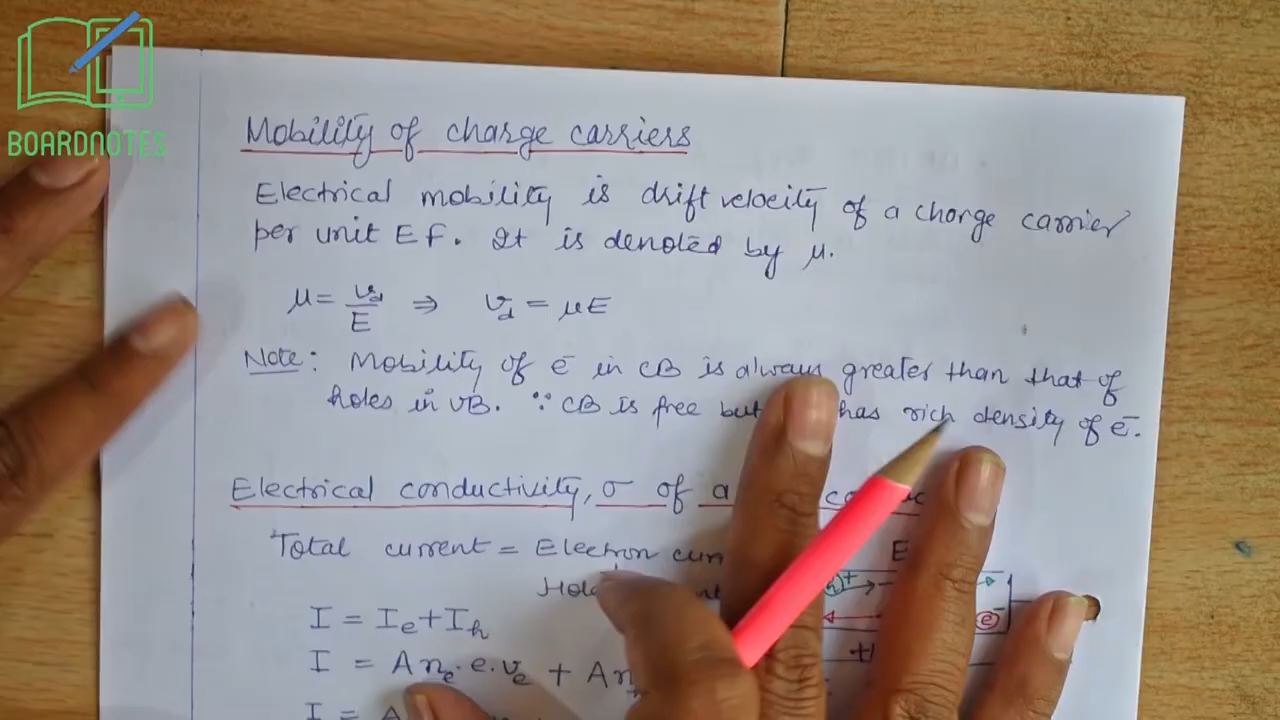 BOARDNOTES
Mobility of charge carriers
Electrical mobility is drift velocity of a charge carrier
per unit EF. It is denoted by μ.
μ = v_d/E ⇒ v_d = μE
Note: Mobility of e⁻ in CB is always greater than that of
holes in VB. ∵ CB is free but has rich density of e⁻.
Electrical conductivity, σ of a
Total current = Electron
E
I = I_e + I_h
I = A n_e . e . v_e + A n
I =